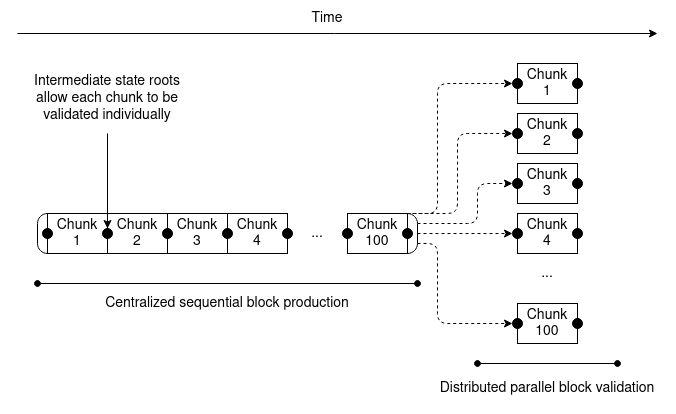 Time
Intermediate state roots
allow each chunk to be
validated individually
Chunk
1
Chunk
2
Chunk
3
Chunk
4
...
Chunk
100
Centralized sequential block production
Chunk
1
Chunk
2
Chunk
3
Chunk
4
...
Chunk
100
Distributed parallel block validation